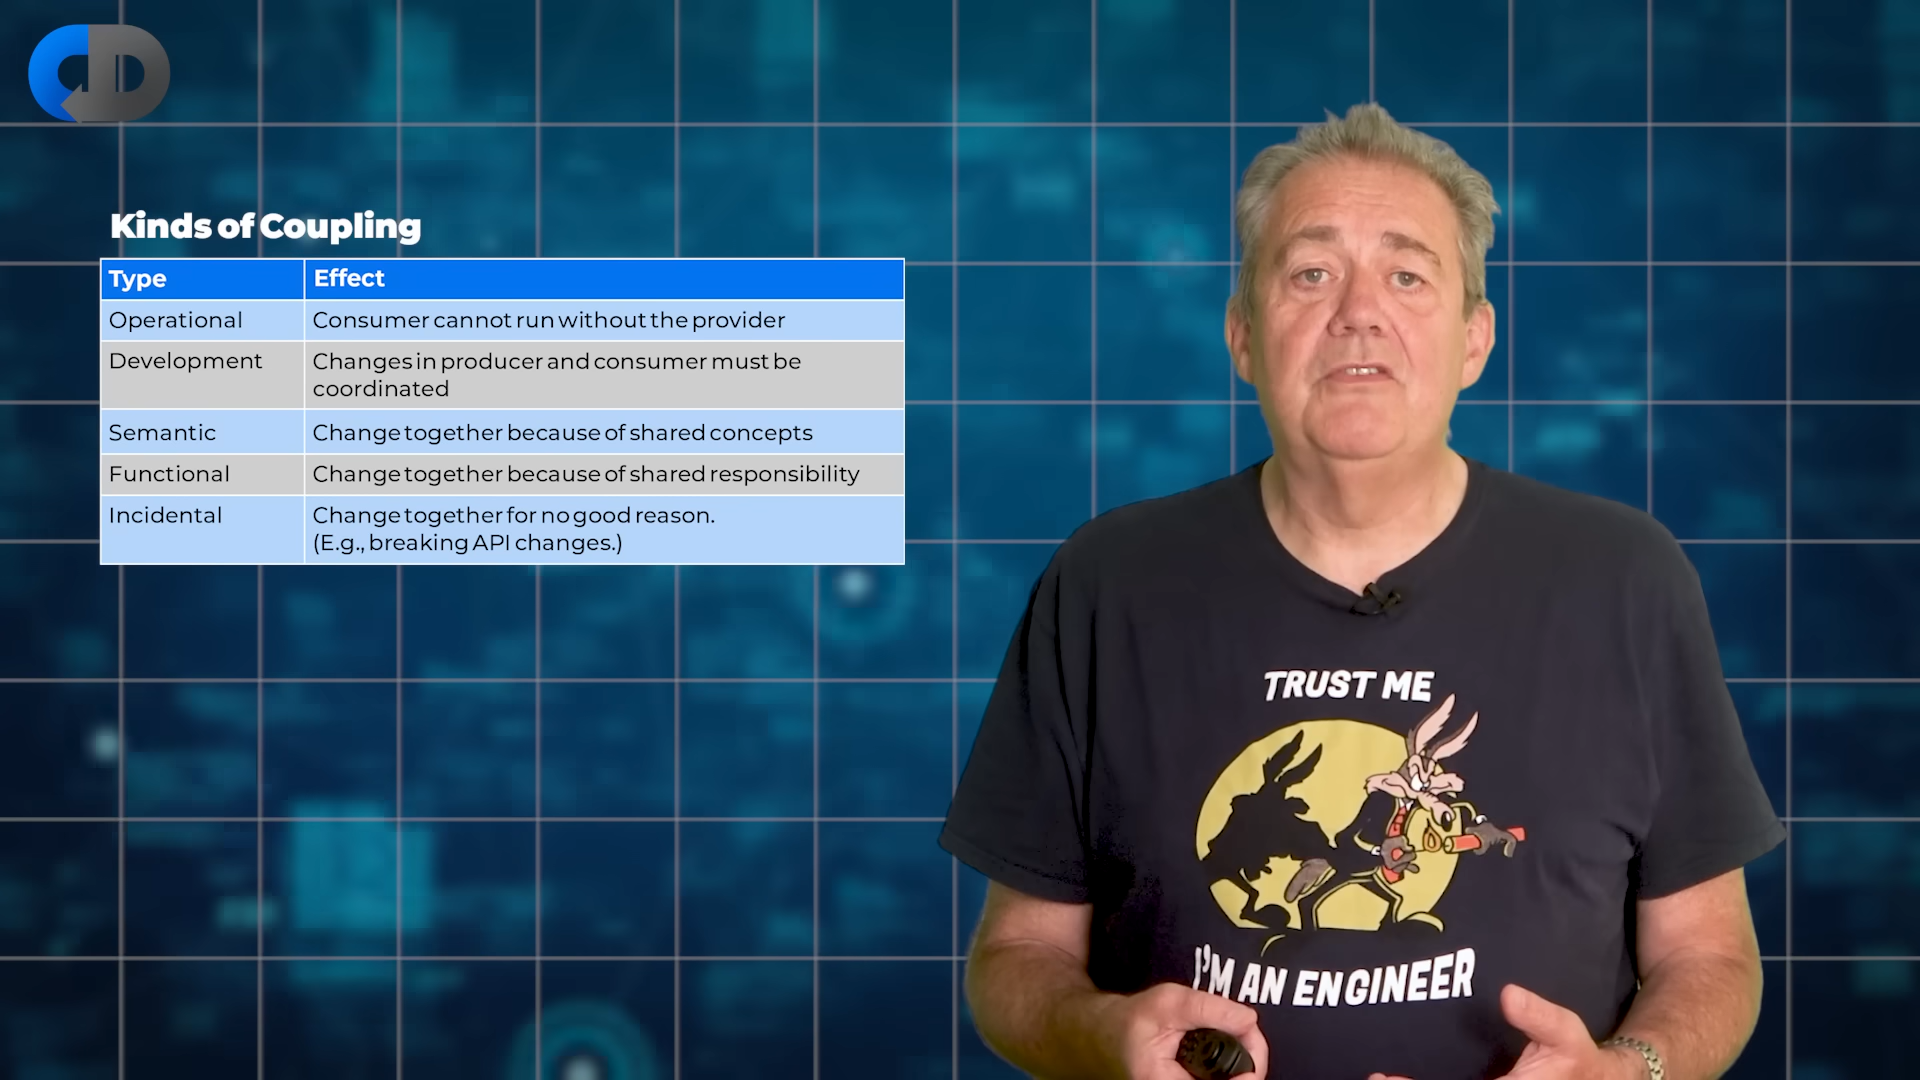 CD
Kinds of Coupling
Type Effect
Operational Consumer cannot run without the provider
Development Changes in producer and consumer must be
coordinated
Semantic Change together because of shared concepts
Functional Change together because of shared responsibility
Incidental Change together for no good reason.
(E.g., breaking API changes.)
TRUST ME
I'M AN ENGINEER